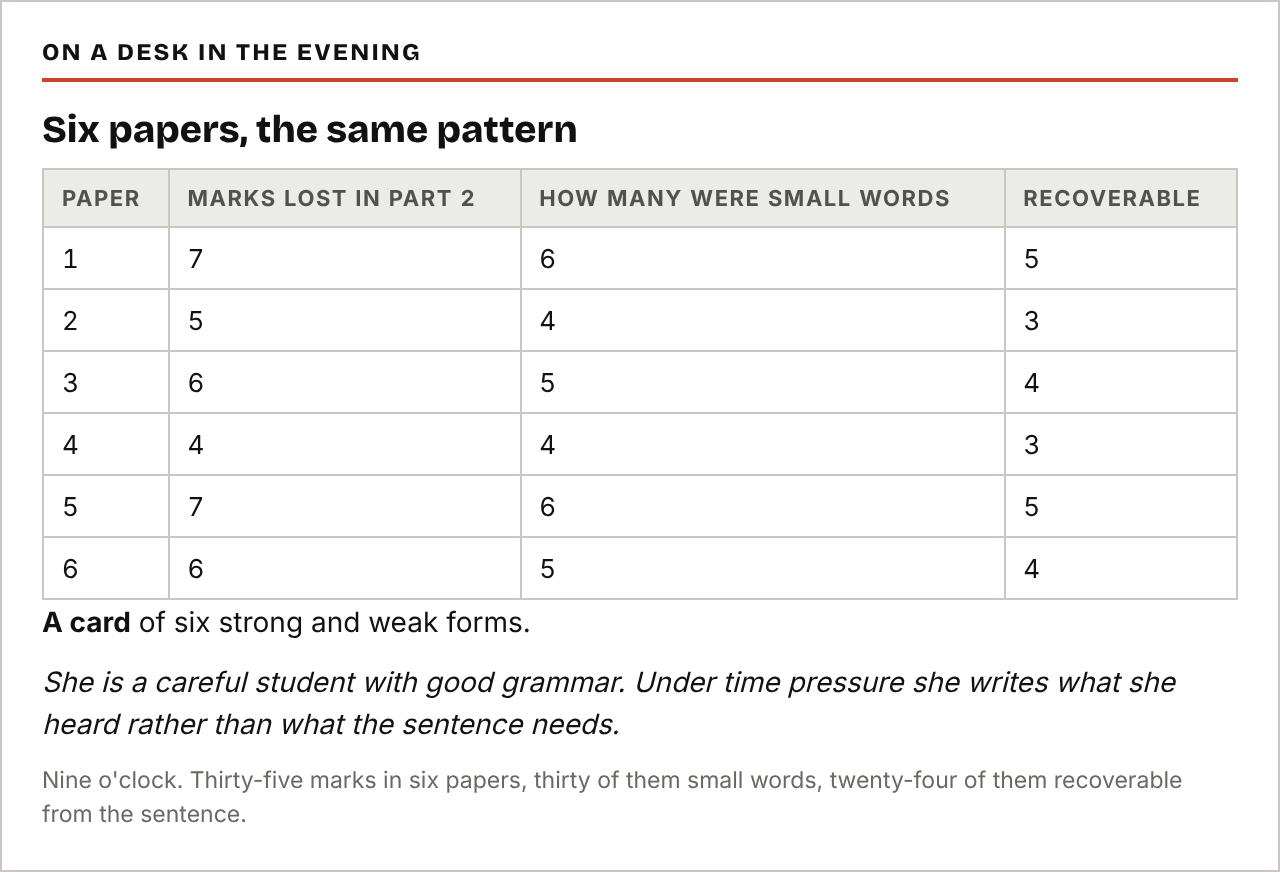 ON A DESK IN THE EVENING
Six papers, the same pattern
PAPER MARKS LOST IN PART 2 HOW MANY WERE SMALL WORDS RECOVERABLE
1 7 6 5
2 5 4 3
3 6 5 4
4 4 4 3
5 7 6 5
6 6 5 4
A card of six strong and weak forms.
She is a careful student with good grammar. Under time pressure she writes what she
heard rather than what the sentence needs.
Nine o'clock. Thirty-five marks in six papers, thirty of them small words, twenty-four of them recoverable
from the sentence.